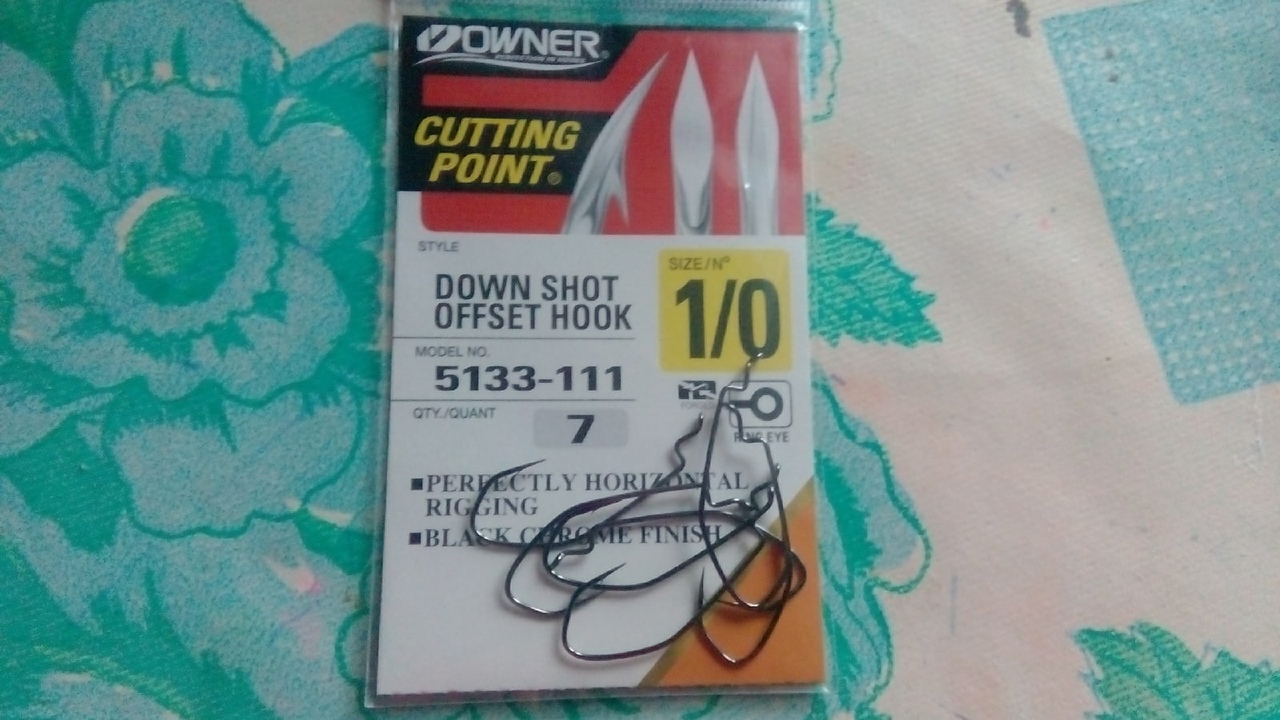 OWNER®
CUTTING
POINT®
STYLE
DOWN SHOT
OFFSET HOOK
SIZE/Nº
1/0
MODEL NO.
5133-111
QTY./QUANT
7
RING EYE
■PERFECTLY HORIZONTAL
RIGGING
■BLACK CHROME FINISH